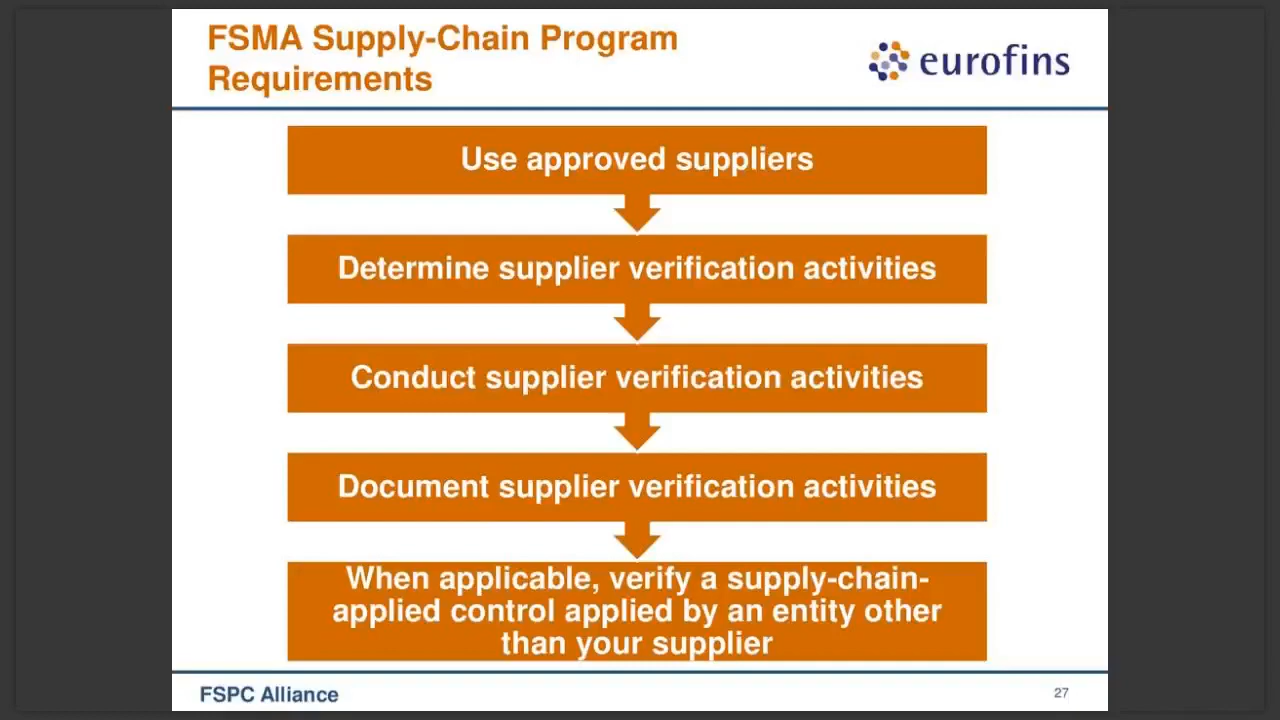 FSMA Supply-Chain Program
Requirements
eurofins
Use approved suppliers
Determine supplier verification activities
Conduct supplier verification activities
Document supplier verification activities
When applicable, verify a supply-chain-
applied control applied by an entity other
than your supplier
FSPC Alliance
27